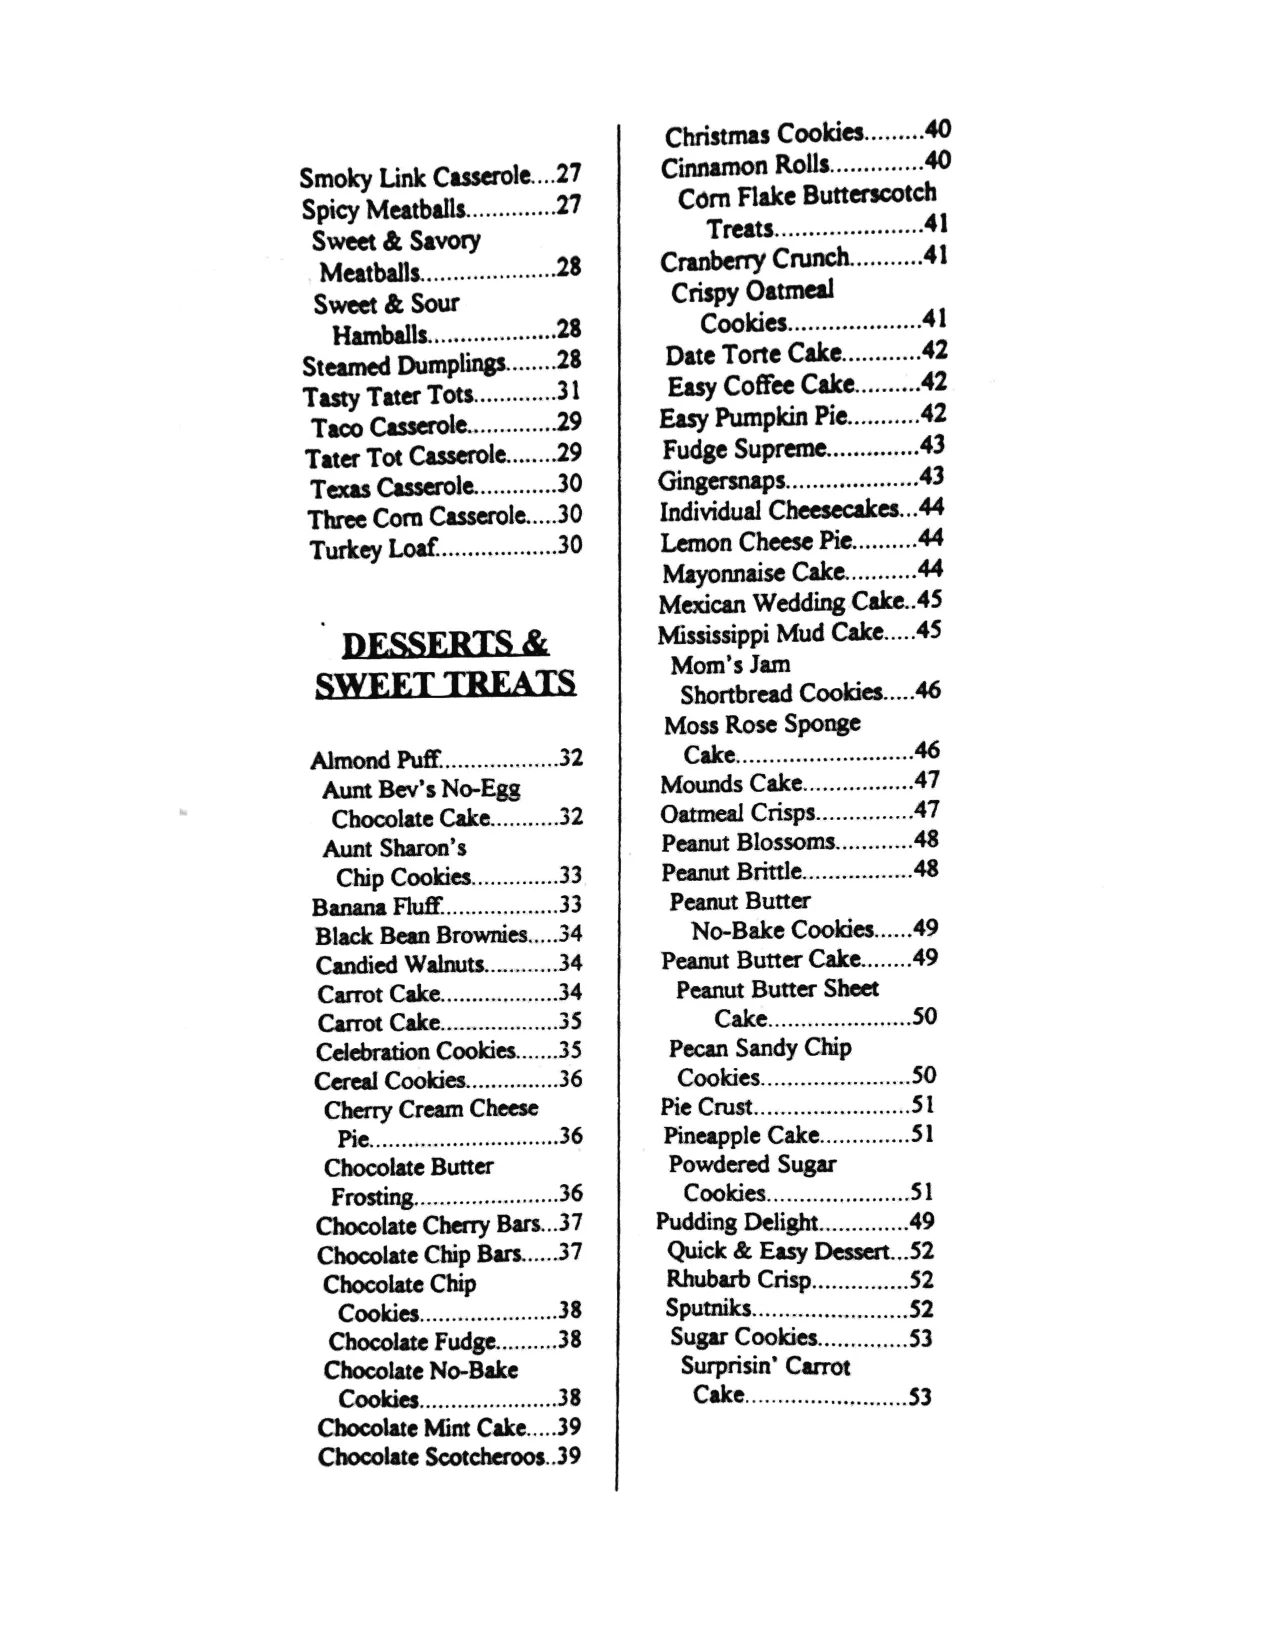 Smoky Link Casserole....27
Spicy Meatballs..............27
Sweet & Savory
Meatballs.....................28
Sweet & Sour
Hamballs....................28
Steamed Dumplings........28
Tasty Tater Tots.............31
Taco Casserole..............29
Tater Tot Casserole........29
Texas Casserole.............30
Three Corn Casserole.....30
Turkey Loaf...................30
DESSERTS &
SWEET TREATS
Almond Puff...................32
Aunt Bev's No-Egg
Chocolate Cake...........32
Aunt Sharon's
Chip Cookies..............33
Banana Fluff...................33
Black Bean Brownies.....34
Candied Walnuts............34
Carrot Cake...................34
Carrot Cake...................35
Celebration Cookies.......35
Cereal Cookies...............36
Cherry Cream Cheese
Pie..............................36
Chocolate Butter
Frosting.......................36
Chocolate Cherry Bars...37
Chocolate Chip Bars......37
Chocolate Chip
Cookies......................38
Chocolate Fudge..........38
Chocolate No-Bake
Cookies......................38
Chocolate Mint Cake.....39
Chocolate Scotcheroos..39
Christmas Cookies.........40
Cinnamon Rolls..............40
Corn Flake Butterscotch
Treats......................41
Cranberry Crunch...........41
Crispy Oatmeal
Cookies....................41
Date Torte Cake............42
Easy Coffee Cake..........42
Easy Pumpkin Pie...........42
Fudge Supreme..............43
Gingersnaps....................43
Individual Cheesecakes...44
Lemon Cheese Pie..........44
Mayonnaise Cake...........44
Mexican Wedding Cake..45
Mississippi Mud Cake.....45
Mom's Jam
Shortbread Cookies.....46
Moss Rose Sponge
Cake...........................46
Mounds Cake.................47
Oatmeal Crisps...............47
Peanut Blossoms............48
Peanut Brittle.................48
Peanut Butter
No-Bake Cookies......49
Peanut Butter Cake........49
Peanut Butter Sheet
Cake......................50
Pecan Sandy Chip
Cookies.......................50
Pie Crust........................51
Pineapple Cake..............51
Powdered Sugar
Cookies......................51
Pudding Delight..............49
Quick & Easy Dessert...52
Rhubarb Crisp...............52
Sputniks........................52
Sugar Cookies..............53
Surprisin' Carrot
Cake.........................53